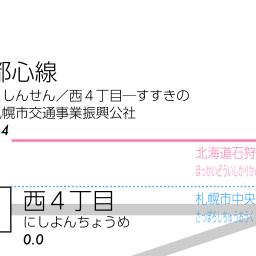 都心線
しんせん／西４丁目─すすきの
札幌市交通事業振興公社
4
北海道石狩
ほっかいどういしかりか
札幌市中央
さっぽろしちゅうおう
西４丁目
にしよんちょうめ
0.0